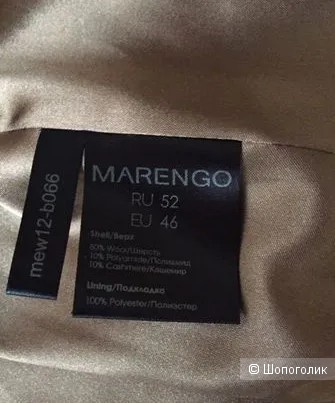 mew12-b066
MARENGO
RU 52
EU 46
Shell/Верх
80% Wool/Шерсть
10% Polyamide/Полиамид
10% Cashmere/Кашемир
Lining/Подкладка
100% Polyester/Полиэстер
© Шопоголик